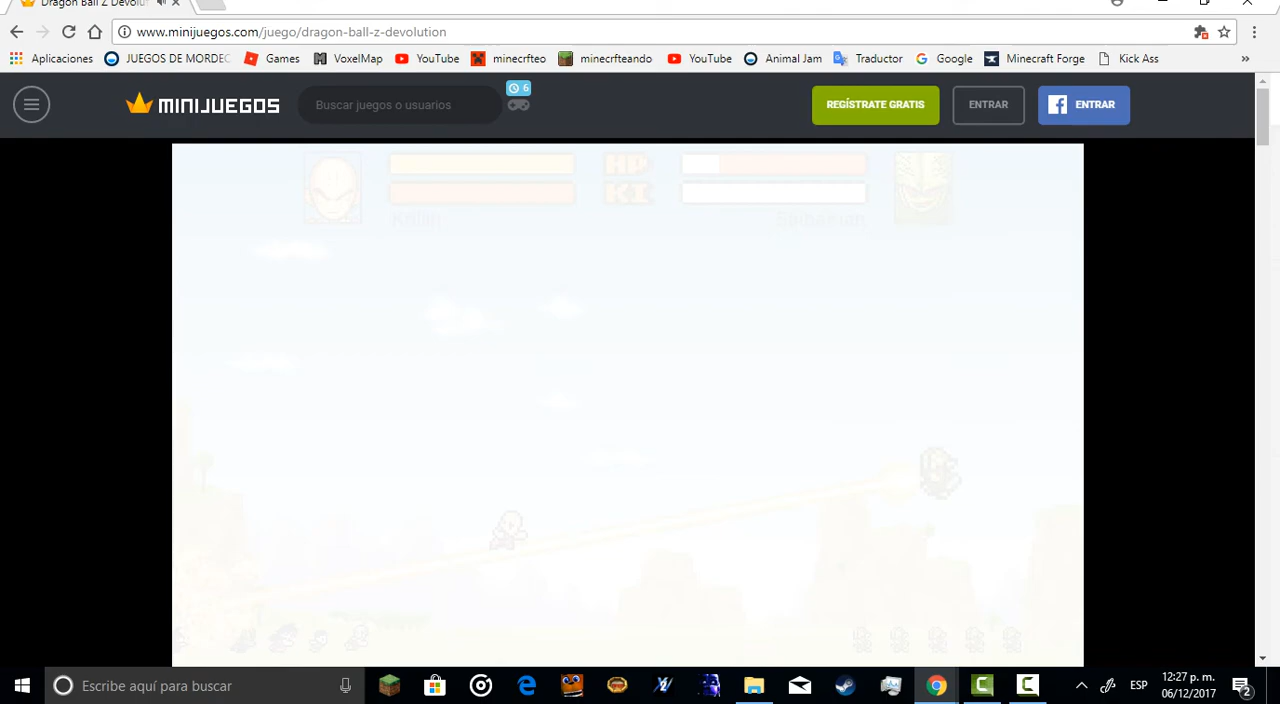 Dragon Ball Z Devolu
www.minijuegos.com/juego/dragon-ball-z-devolution
Aplicaciones JUEGOS DE MORDEC Games VoxelMap YouTube minecrfteo minecrfteando YouTube Animal Jam Traductor Google Minecraft Forge Kick Ass »
MINIJUEGOS Buscar juegos o usuarios 6 REGÍSTRATE GRATIS ENTRAR ENTRAR
HP
KI
Krilin Saibaiman
Escribe aquí para buscar ESP 12:27 p. m.
06/12/2017 2